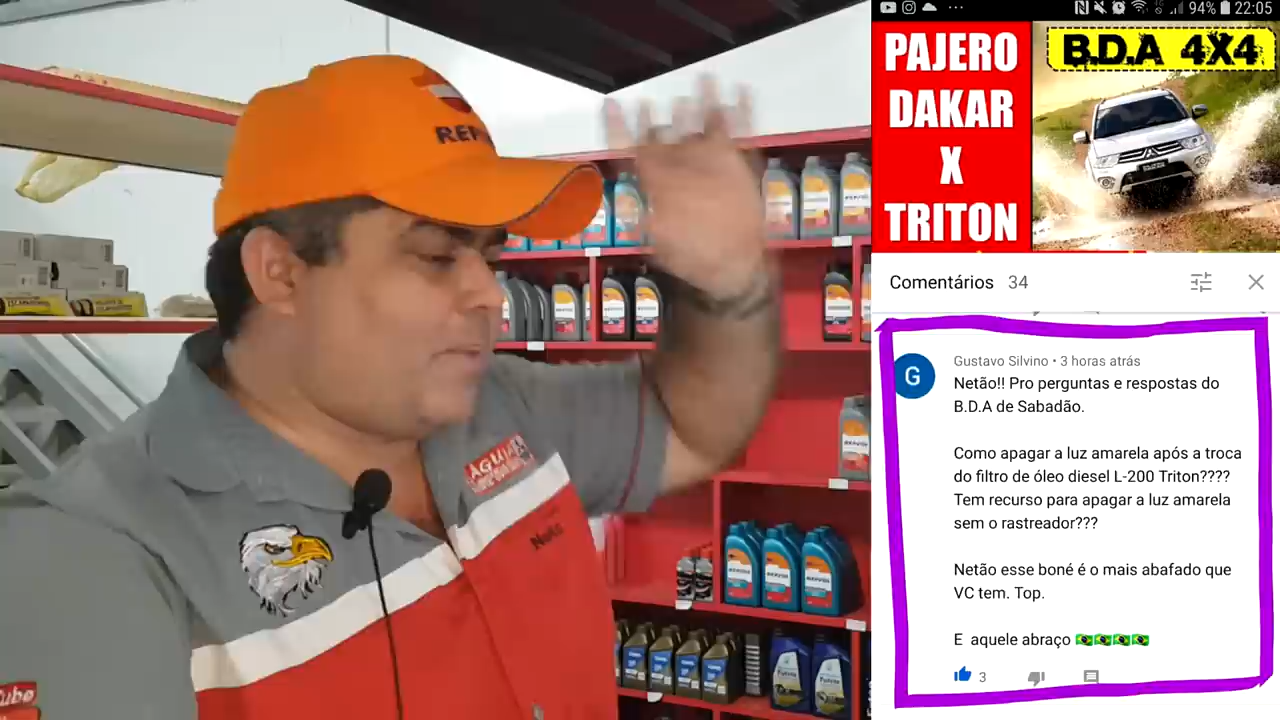 REPSOL
AGUIA
Neto
94% 22:05
PAJERO
DAKAR
X
TRITON
B.D.A 4X4
Comentários 34
G
Gustavo Silvino • 3 horas atrás
Netão!! Pro perguntas e respostas do
B.D.A de Sabadão.
Como apagar a luz amarela após a troca
do filtro de óleo diesel L-200 Triton????
Tem recurso para apagar a luz amarela
sem o rastreador???
Netão esse boné é o mais abafado que
VC tem. Top.
E aquele abraço 🇧🇷🇧🇷🇧🇷🇧🇷
3